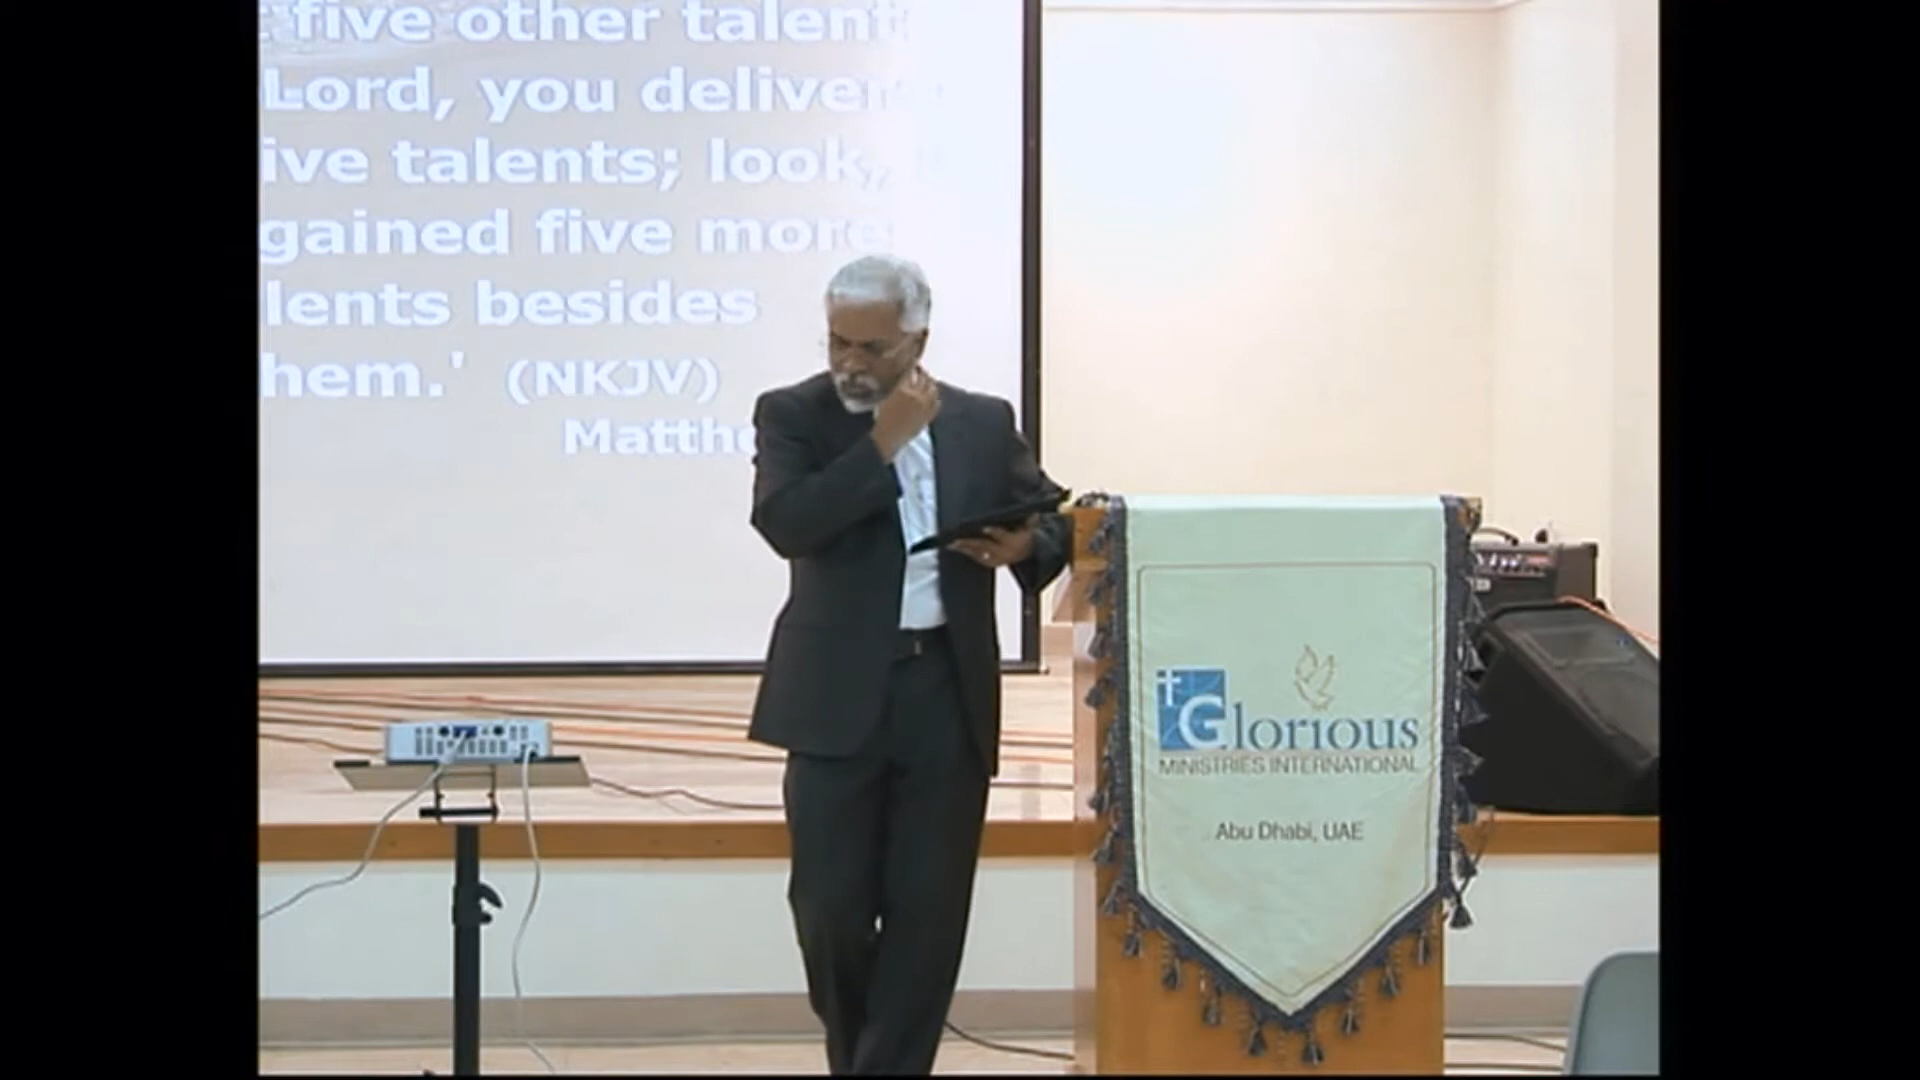 five other talent
Lord, you deliver
ive talents; look,
gained five more
lents besides
hem.' (NKJV)
Matthe
Glorious
MINISTRIES INTERNATIONAL
Abu Dhabi, UAE